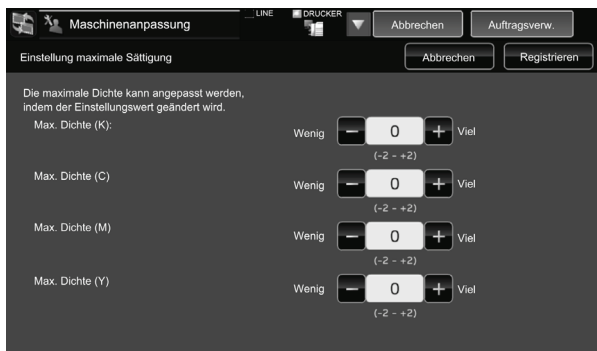 Maschinenanpassung LINE DRUCKER Abbrechen Auftragsverw.
Einstellung maximale Sättigung Abbrechen Registrieren
Die maximale Dichte kann angepasst werden,
indem der Einstellungswert geändert wird.
Max. Dichte (K): Wenig − 0 + Viel
(-2 - +2)
Max. Dichte (C) Wenig − 0 + Viel
(-2 - +2)
Max. Dichte (M) Wenig − 0 + Viel
(-2 - +2)
Max. Dichte (Y) Wenig − 0 + Viel
(-2 - +2)